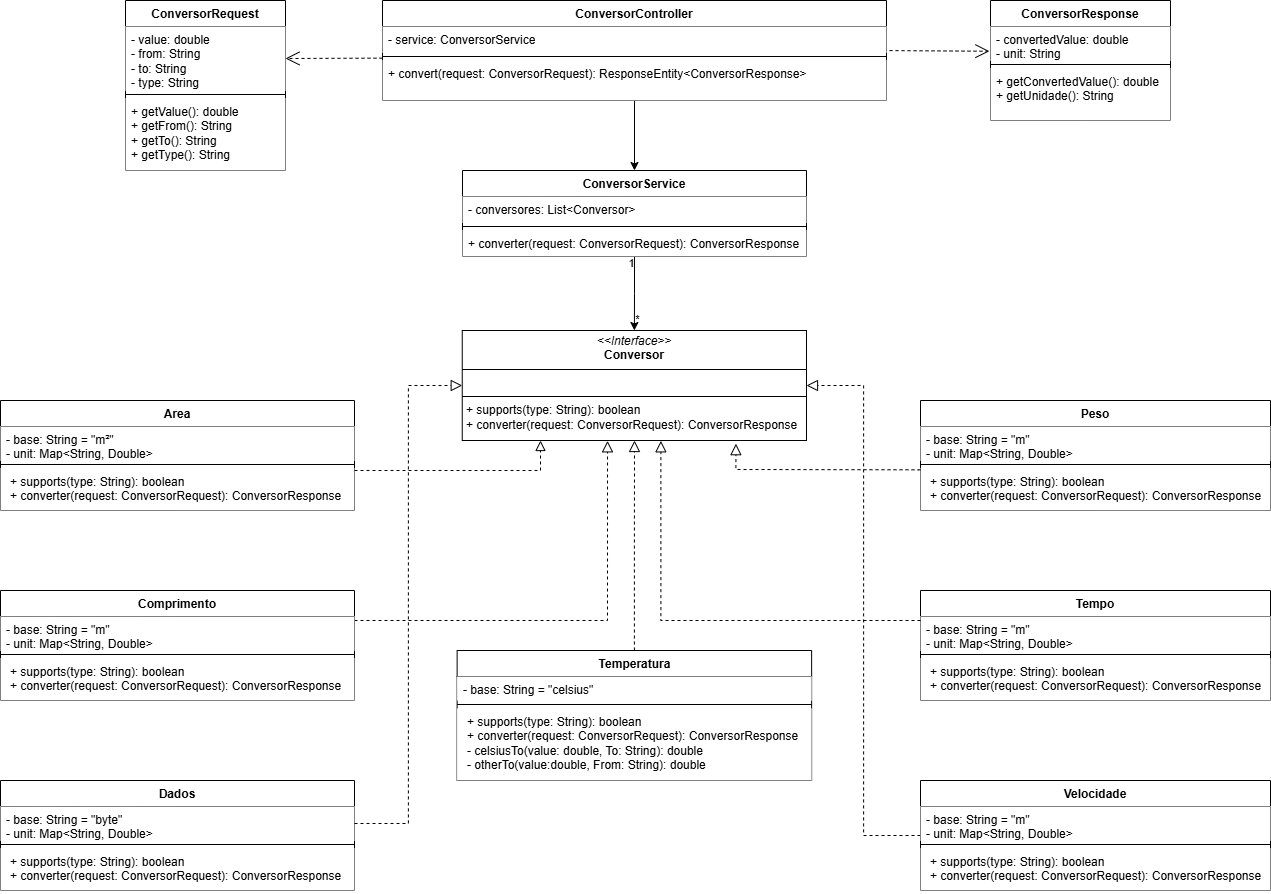 ConversorRequest
- value: double
- from: String
- to: String
- type: String
+ getValue(): double
+ getFrom(): String
+ getTo(): String
+ getType(): String
ConversorController
- service: ConversorService
+ convert(request: ConversorRequest): ResponseEntity<ConversorResponse>
ConversorResponse
- convertedValue: double
- unit: String
+ getConvertedValue(): double
+ getUnidade(): String
ConversorService
- conversores: List<Conversor>
+ converter(request: ConversorRequest): ConversorResponse
1
*
<<Interface>>
Conversor
+ supports(type: String): boolean
+ converter(request: ConversorRequest): ConversorResponse
Area
- base: String = "m²"
- unit: Map<String, Double>
+ supports(type: String): boolean
+ converter(request: ConversorRequest): ConversorResponse
Peso
- base: String = "m"
- unit: Map<String, Double>
+ supports(type: String): boolean
+ converter(request: ConversorRequest): ConversorResponse
Comprimento
- base: String = "m"
- unit: Map<String, Double>
+ supports(type: String): boolean
+ converter(request: ConversorRequest): ConversorResponse
Temperatura
- base: String = "celsius"
+ supports(type: String): boolean
+ converter(request: ConversorRequest): ConversorResponse
- celsiusTo(value: double, To: String): double
- otherTo(value:double, From: String): double
Tempo
- base: String = "m"
- unit: Map<String, Double>
+ supports(type: String): boolean
+ converter(request: ConversorRequest): ConversorResponse
Dados
- base: String = "byte"
- unit: Map<String, Double>
+ supports(type: String): boolean
+ converter(request: ConversorRequest): ConversorResponse
Velocidade
- base: String = "m"
- unit: Map<String, Double>
+ supports(type: String): boolean
+ converter(request: ConversorRequest): ConversorResponse